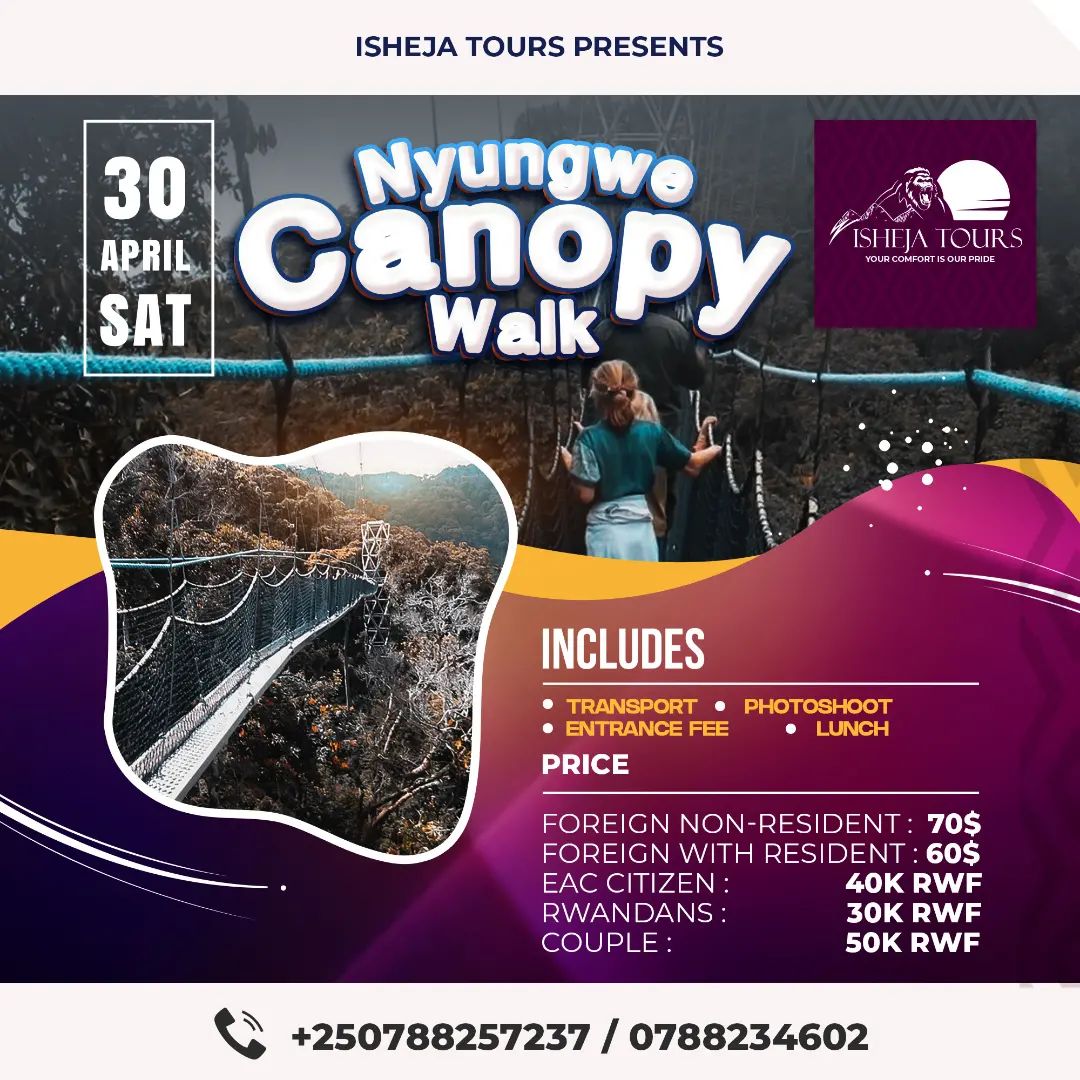 ISHEJA TOURS PRESENTS
30
APRIL
SAT
Nyungwe
Canopy
Walk
ISHEJA TOURS
YOUR COMFORT IS OUR PRIDE
INCLUDES
• TRANSPORT • PHOTOSHOOT
• ENTRANCE FEE • LUNCH
PRICE
FOREIGN NON-RESIDENT : 70$
FOREIGN WITH RESIDENT : 60$
EAC CITIZEN : 40K RWF
RWANDANS : 30K RWF
COUPLE : 50K RWF
+250788257237 / 0788234602